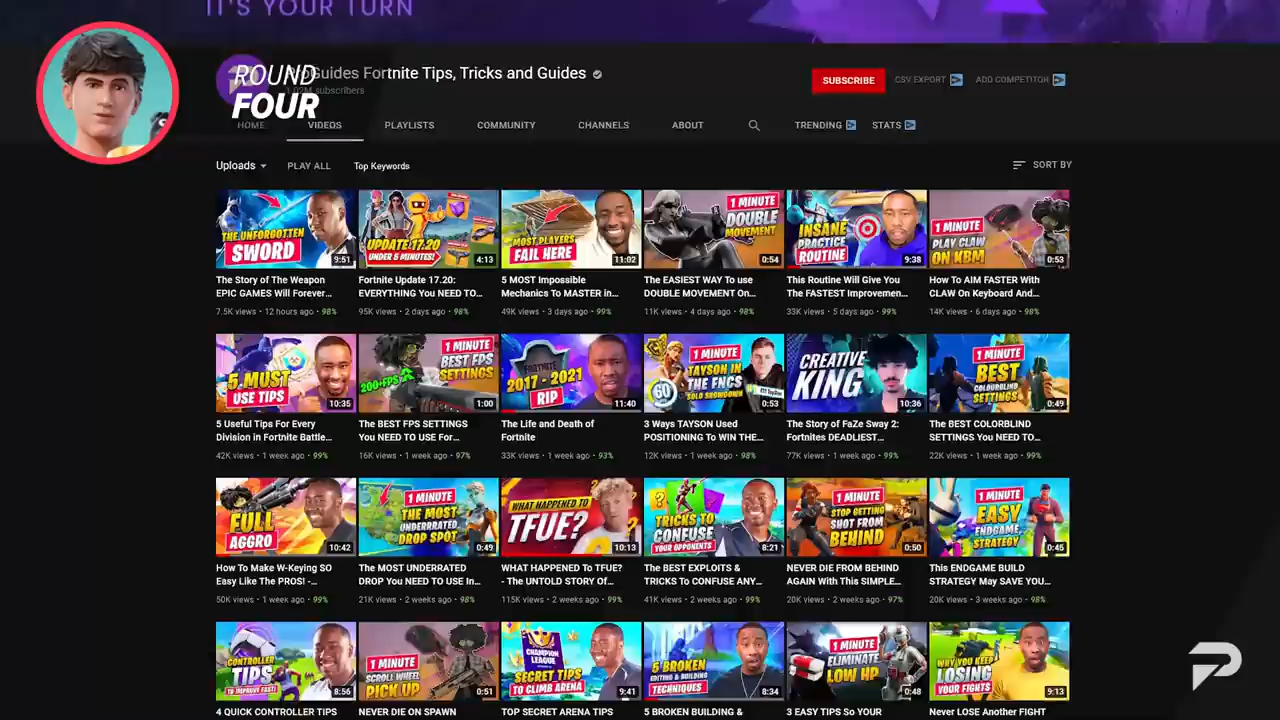 IT'S YOUR TURN
ROUND
FOUR
Guides Fortnite Tips, Tricks and Guides
1.02M subscribers
SUBSCRIBE
CSV EXPORT
ADD COMPETITOR
HOME
VIDEOS
PLAYLISTS
COMMUNITY
CHANNELS
ABOUT
TRENDING
STATS
Uploads
PLAY ALL
Top Keywords
SORT BY
THE UNFORGOTTEN
SWORD
9:51
UPDATE 17.20
UNDER 5 MINUTES!
4:13
MOST PLAYERS
FAIL HERE
11:02
1 MINUTE
DOUBLE
MOVEMENT
0:54
INSANE
PRACTICE
ROUTINE
9:38
1 MINUTE
PLAY CLAW
ON KBM
0:53
The Story of The Weapon
EPIC GAMES Will Forever...
7.5K views • 12 hours ago • 98%
Fortnite Update 17.20:
EVERYTHING You NEED TO...
95K views • 2 days ago • 98%
5 MOST Impossible
Mechanics To MASTER in...
49K views • 3 days ago • 99%
The EASIEST WAY To use
DOUBLE MOVEMENT On...
11K views • 4 days ago • 98%
This Routine Will Give You
The FASTEST Improvemen...
33K views • 5 days ago • 99%
How To AIM FASTER With
CLAW On Keyboard And...
14K views • 6 days ago • 98%
5 MUST
USE TIPS
10:35
1 MINUTE
BEST FPS
SETTINGS
200+FPS
1:00
FORTNITE
2017 - 2021
RIP
11:40
1 MINUTE
TAYSON IN
THE FNCS
SOLO SHOWDOWN
60
0:53
CREATIVE
KING
10:36
1 MINUTE
BEST
COLOURBLIND
SETTINGS
0:49
5 Useful Tips For Every
Division in Fortnite Battle...
42K views • 1 week ago • 99%
The BEST FPS SETTINGS
You NEED TO USE For...
16K views • 1 week ago • 97%
The Life and Death of
Fortnite
33K views • 1 week ago • 93%
3 Ways TAYSON Used
POSITIONING To WIN THE...
12K views • 1 week ago • 98%
The Story of FaZe Sway 2:
Fortnites DEADLIEST...
77K views • 1 week ago • 99%
The BEST COLORBLIND
SETTINGS You NEED TO...
22K views • 1 week ago • 99%
FULL
AGGRO
10:42
1 MINUTE
THE MOST
UNDERRRATED
DROP SPOT
0:49
WHAT HAPPENED TO
TFUE?
10:13
TRICKS TO
CONFUSE
YOUR OPPONENTS
8:21
1 MINUTE
STOP GETTING
SHOT FROM
BEHIND
0:50
1 MINUTE
EASY
ENDGAME
STRATEGY
0:45
How To Make W-Keying SO
Easy Like The PROS! -...
50K views • 1 week ago • 99%
The MOST UNDERRATED
DROP You NEED TO USE In...
21K views • 2 weeks ago • 98%
WHAT HAPPENED To TFUE?
- The UNTOLD STORY Of...
115K views • 2 weeks ago • 99%
The BEST EXPLOITS &
TRICKS To CONFUSE ANY...
41K views • 2 weeks ago • 99%
NEVER DIE FROM BEHIND
AGAIN With This SIMPLE...
20K views • 2 weeks ago • 97%
This ENDGAME BUILD
STRATEGY May SAVE YOU...
20K views • 3 weeks ago • 98%
CONTROLLER
TIPS
TO IMPROVE FAST!
8:56
1 MINUTE
SCROLL WHEEL
PICK UP
0:51
CHAMPION
LEAGUE
SECRET TIPS
TO CLIMB ARENA
9:41
5 BROKEN
EDITING & BUILDING
TECHNIQUES
8:34
1 MINUTE
ELIMINATE
LOW HP
0:48
WHY YOU KEEP
LOSING
YOUR FIGHTS
9:13
4 QUICK CONTROLLER TIPS
NEVER DIE ON SPAWN
TOP SECRET ARENA TIPS
5 BROKEN BUILDING &
3 EASY TIPS So YOUR
Never LOSE Another FIGHT